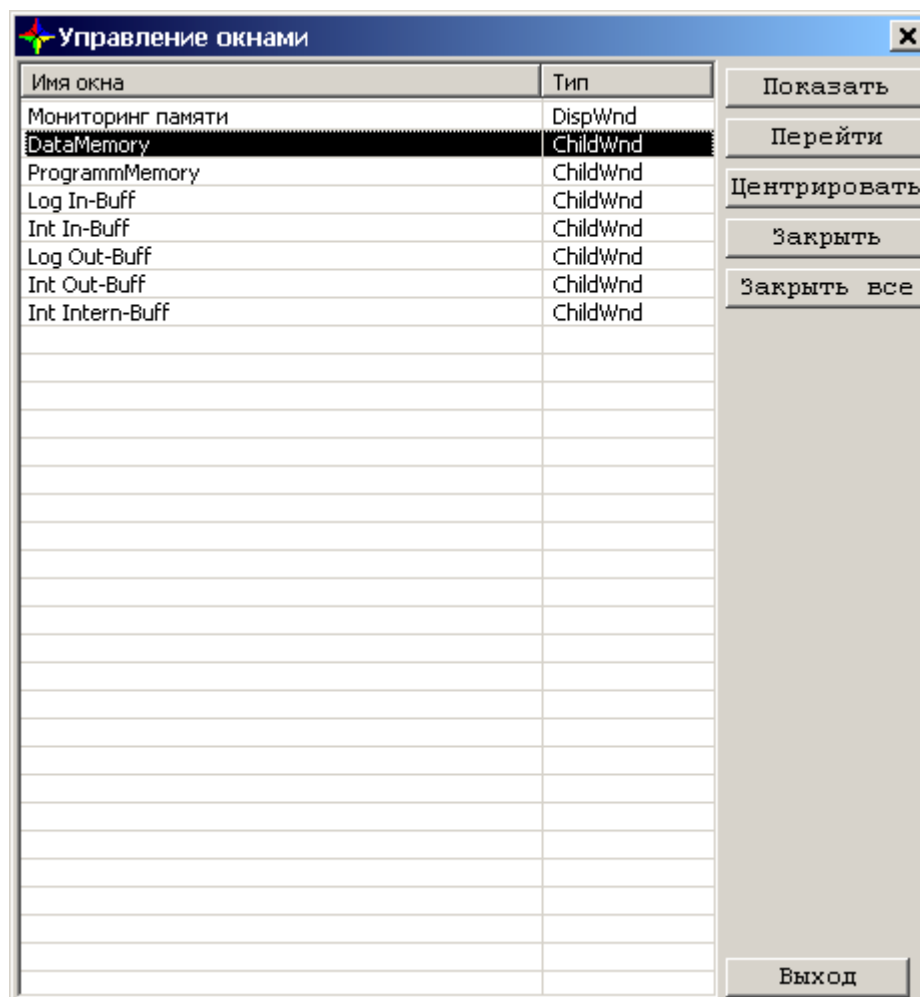 Управление окнами
Имя окна Тип
Мониторинг памяти DispWnd
DataMemory ChildWnd
ProgrammMemory ChildWnd
Log In-Buff ChildWnd
Int In-Buff ChildWnd
Log Out-Buff ChildWnd
Int Out-Buff ChildWnd
Int Intern-Buff ChildWnd
Показать
Перейти
Центрировать
Закрыть
Закрыть все
Выход